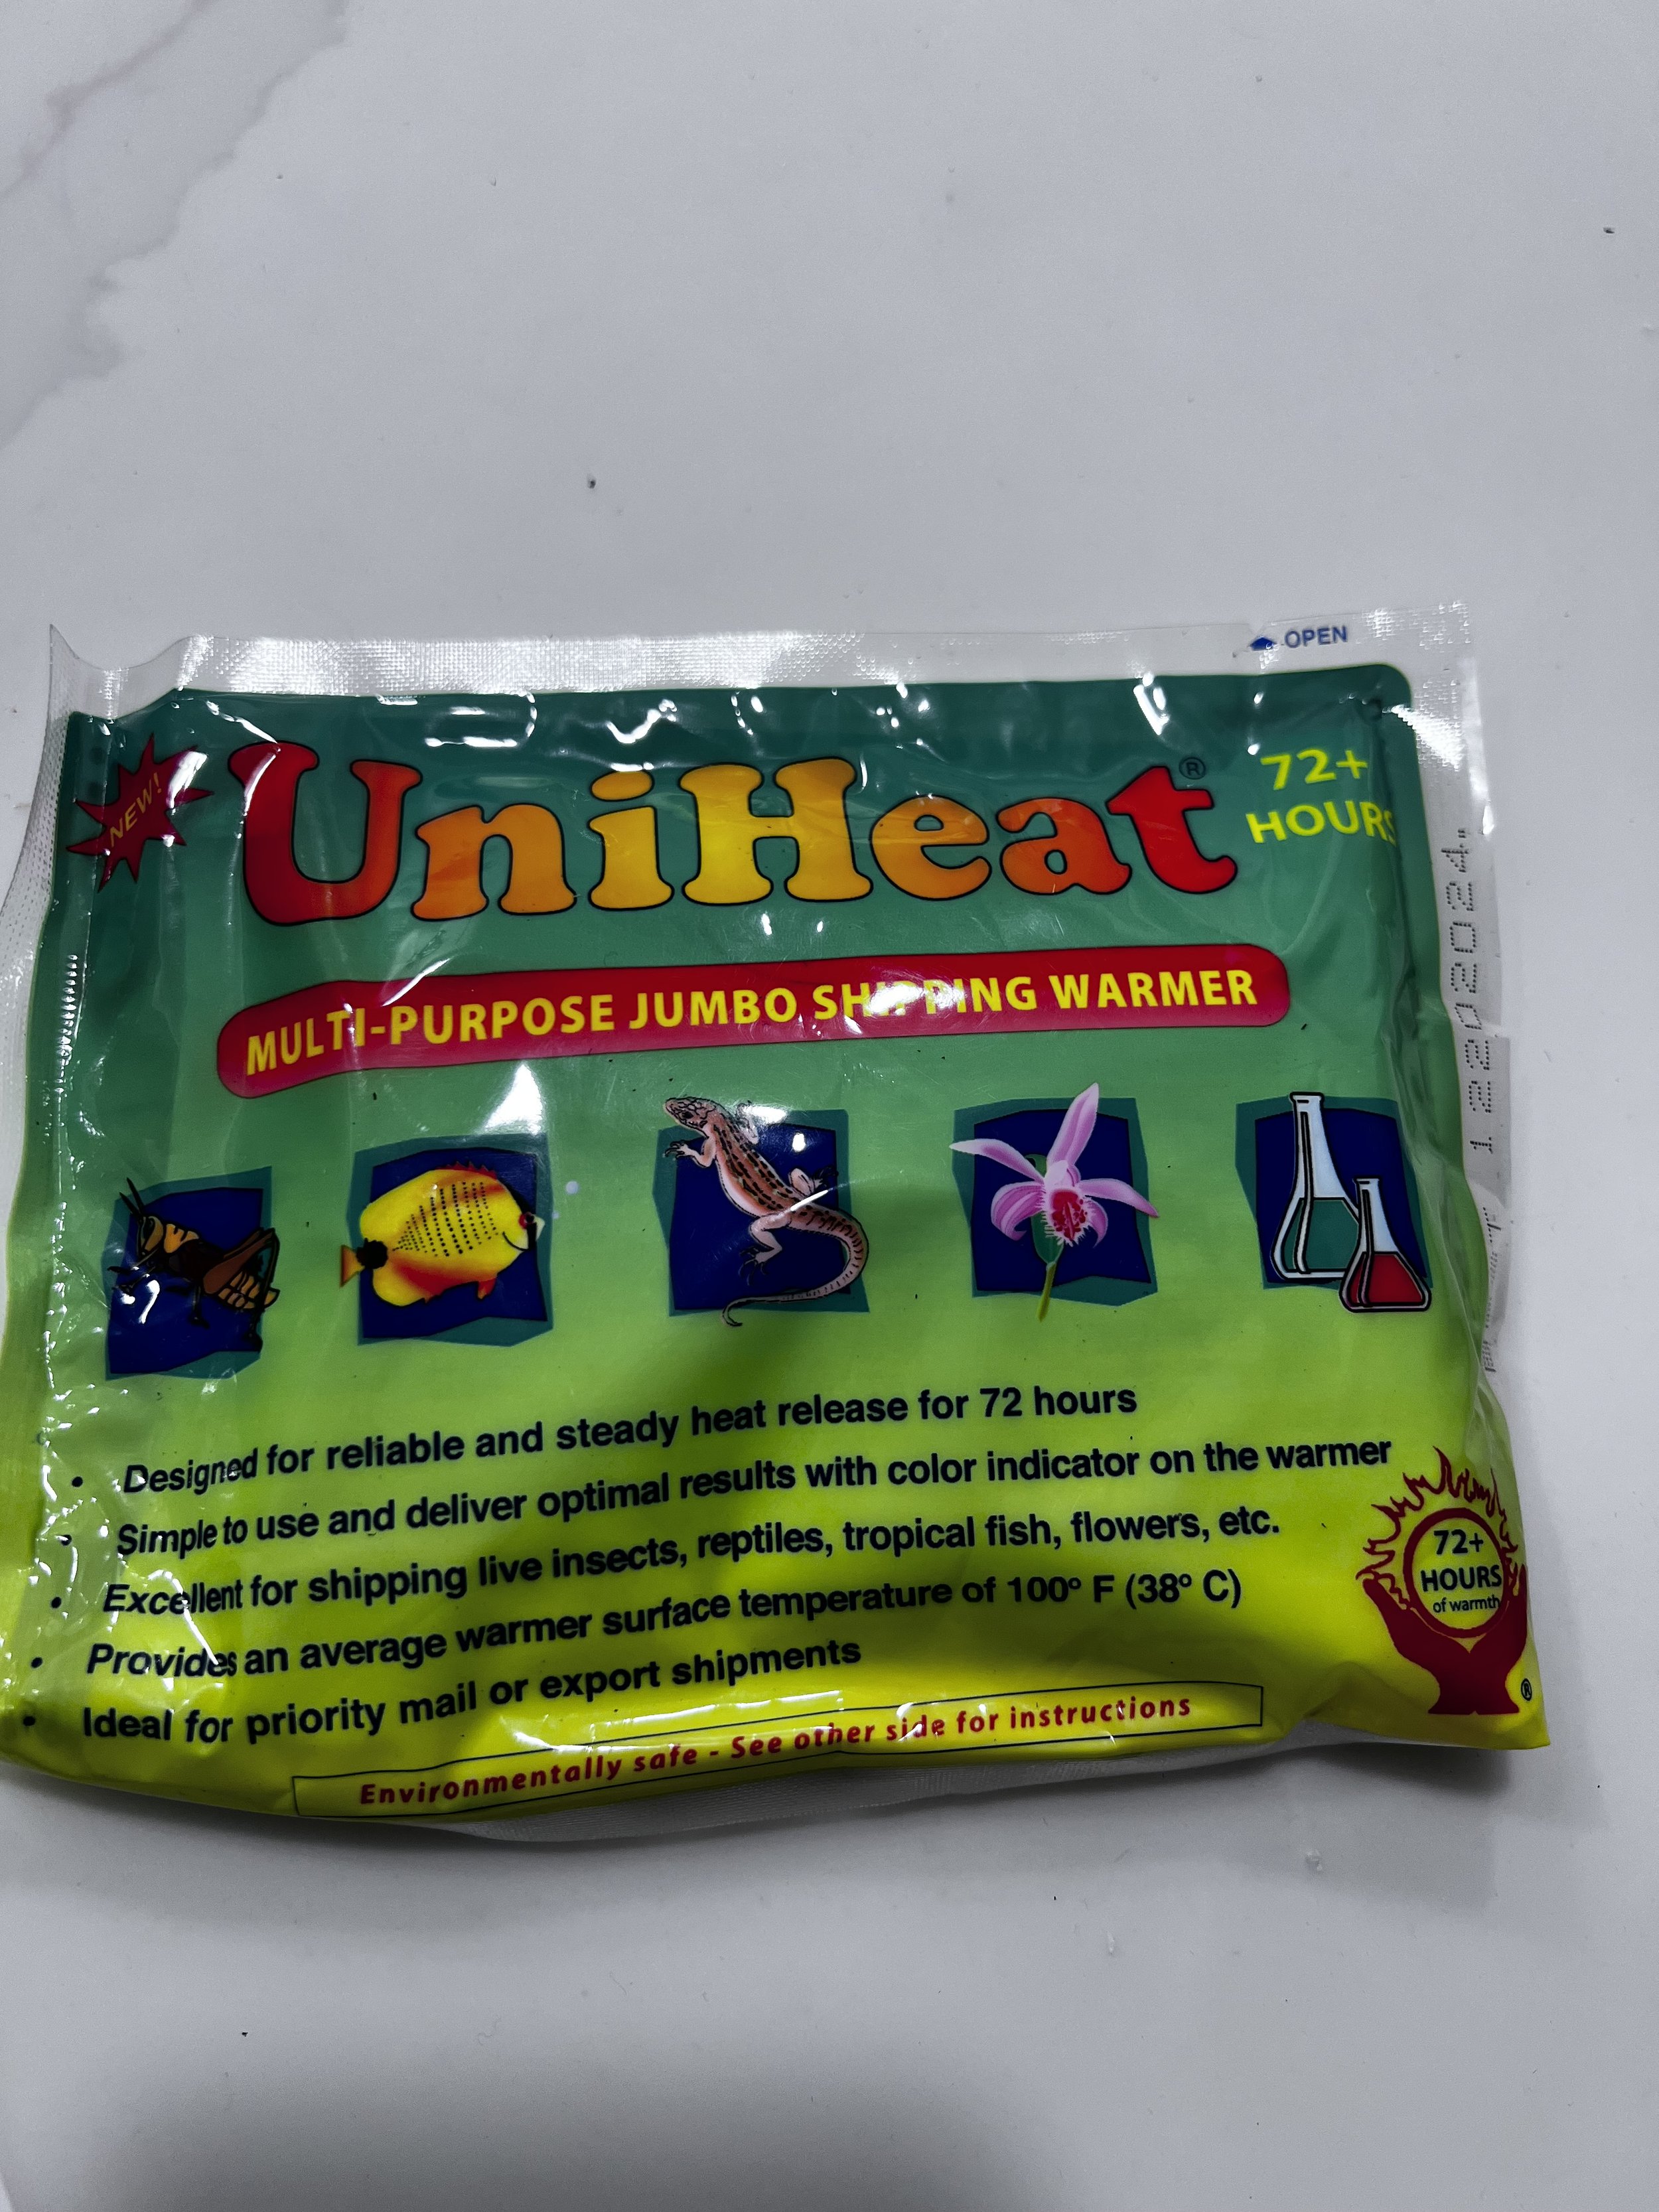 OPEN
NEW!
UniHeat®
72+
HOURS
MULTI-PURPOSE JUMBO SHIPPING WARMER
• Designed for reliable and steady heat release for 72 hours
• Simple to use and deliver optimal results with color indicator on the warmer
• Excellent for shipping live insects, reptiles, tropical fish, flowers, etc.
• Provides an average warmer surface temperature of 100º F (38º C)
• Ideal for priority mail or export shipments
72+
HOURS
of warmth
®
Environmentally safe - See other side for instructions